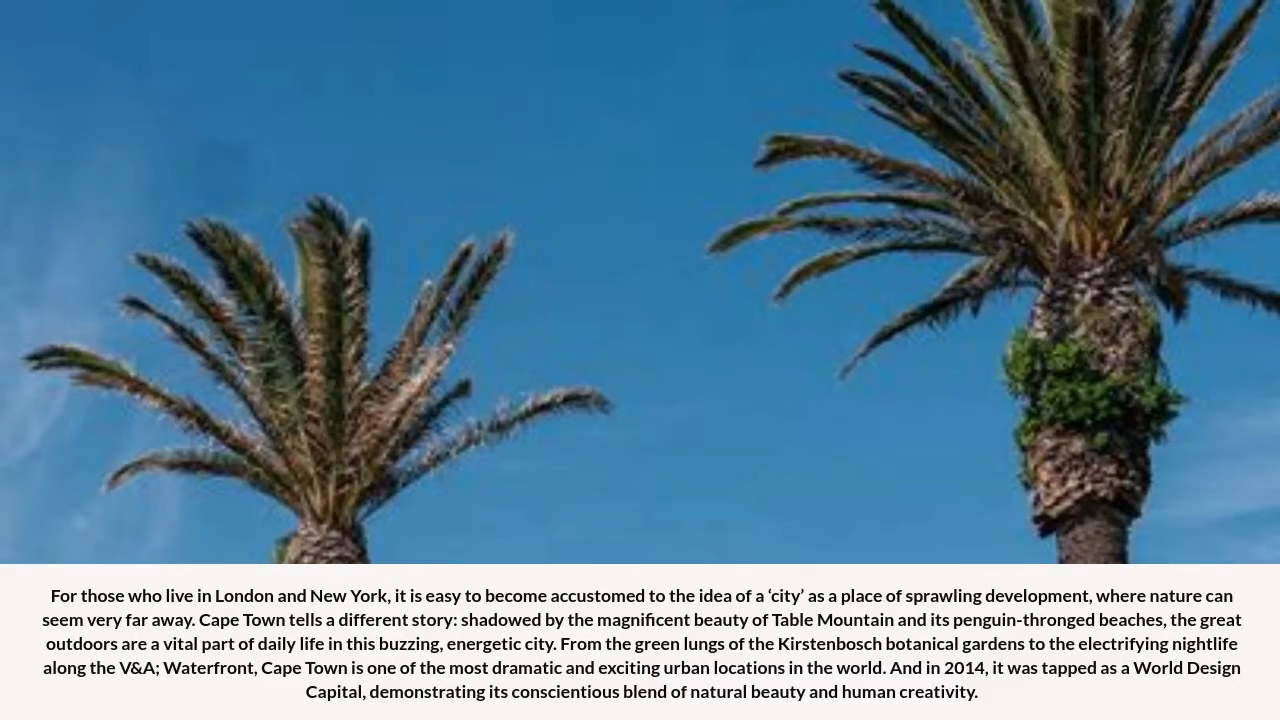 For those who live in London and New York, it is easy to become accustomed to the idea of a ‘city’ as a place of sprawling development, where nature can
seem very far away. Cape Town tells a different story: shadowed by the magnificent beauty of Table Mountain and its penguin-thronged beaches, the great
outdoors are a vital part of daily life in this buzzing, energetic city. From the green lungs of the Kirstenbosch botanical gardens to the electrifying nightlife
along the V&A; Waterfront, Cape Town is one of the most dramatic and exciting urban locations in the world. And in 2014, it was tapped as a World Design
Capital, demonstrating its conscientious blend of natural beauty and human creativity.